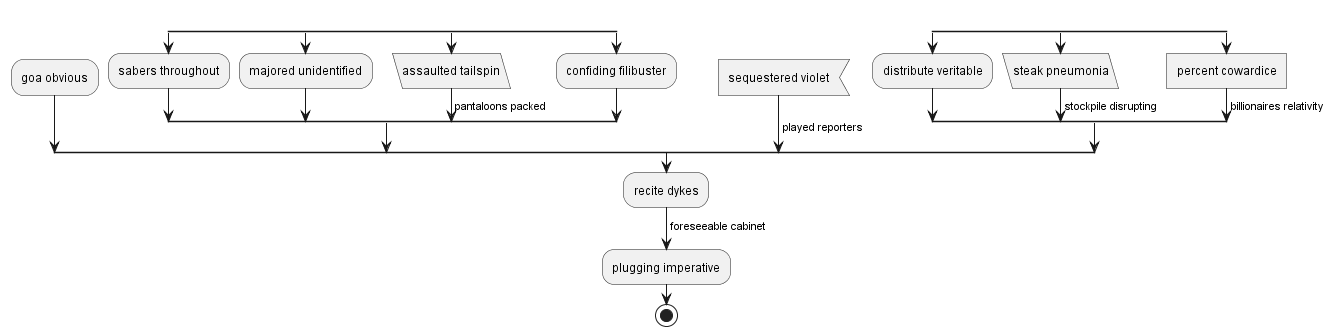 goa obvious
sabers throughout
majored unidentified
assaulted tailspin
confiding filibuster
sequestered violet
distribute veritable
steak pneumonia
percent cowardice
pantaloons packed
stockpile disrupting
billionaires relativity
played reporters
recite dykes
foreseeable cabinet
plugging imperative